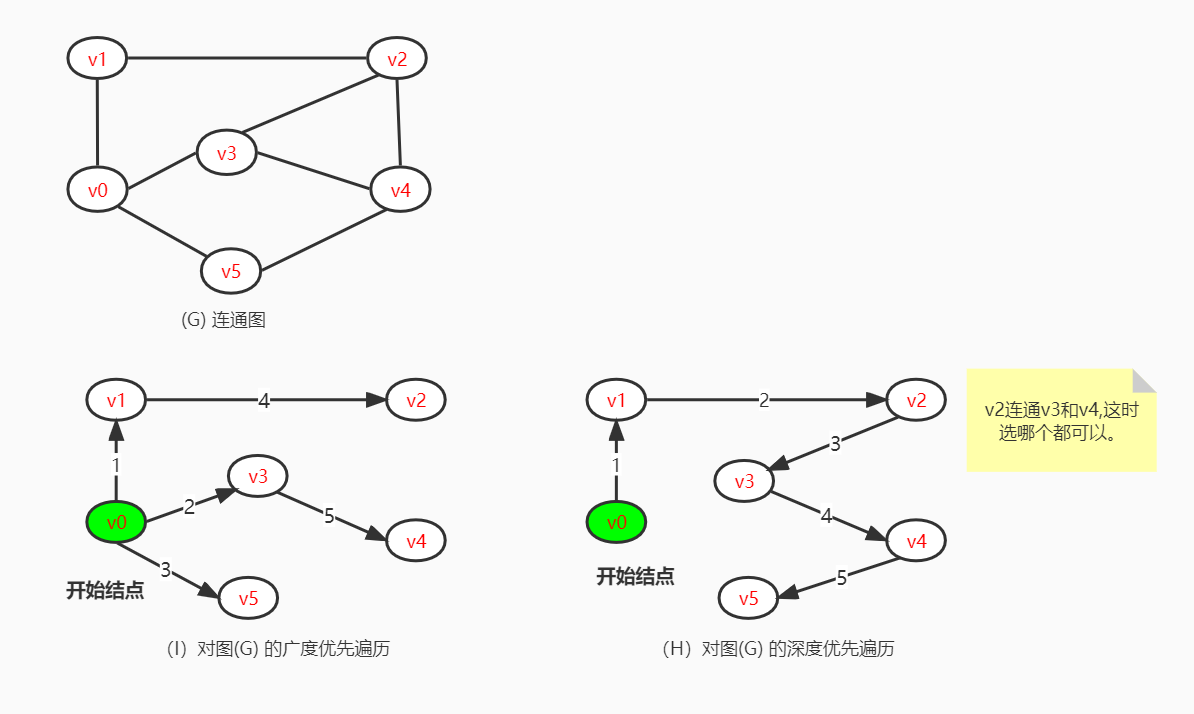 v1
v2
v3
v0
v4
v5
(G) 连通图
v1
4
v2
1
v3
2
v0
5
v4
3
开始结点
v5
（I）对图(G) 的广度优先遍历
v1
2
v2
3
1
v3
v0
4
v4
开始结点
5
v5
（H）对图(G) 的深度优先遍历
v2连通v3和v4,这时
选哪个都可以。